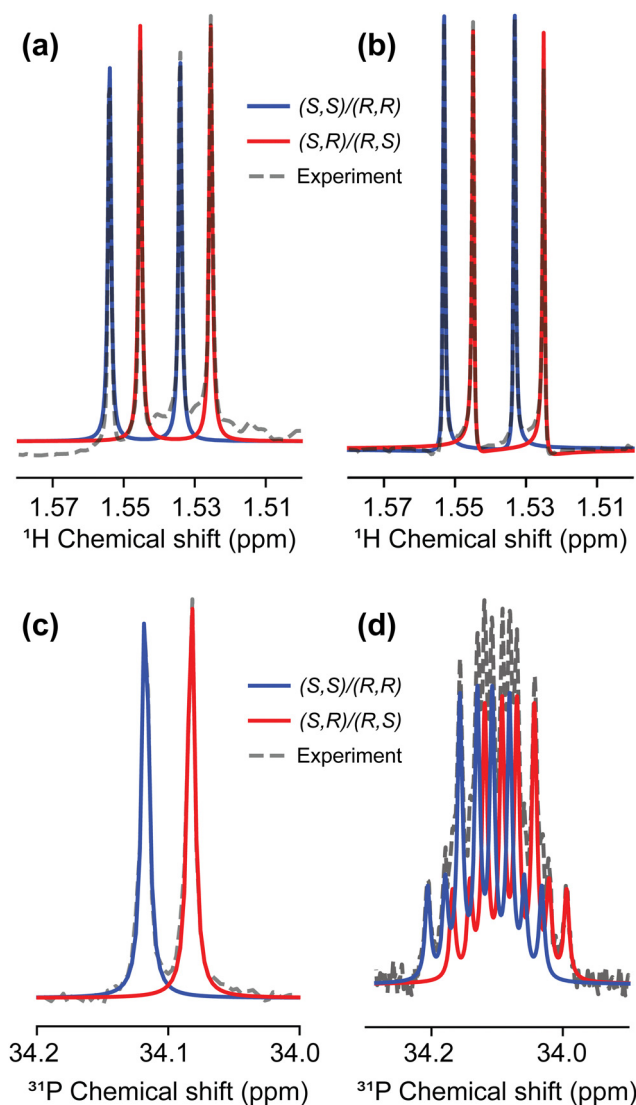 (a)
(b)
(S,S)/(R,R)
(S,R)/(R,S)
Experiment
1.57 1.55 1.53 1.51
1.57 1.55 1.53 1.51
¹H Chemical shift (ppm)
¹H Chemical shift (ppm)
(c)
(d)
(S,S)/(R,R)
(S,R)/(R,S)
Experiment
34.2 34.1 34.0
34.2 34.0
³¹P Chemical shift (ppm)
³¹P Chemical shift (ppm)